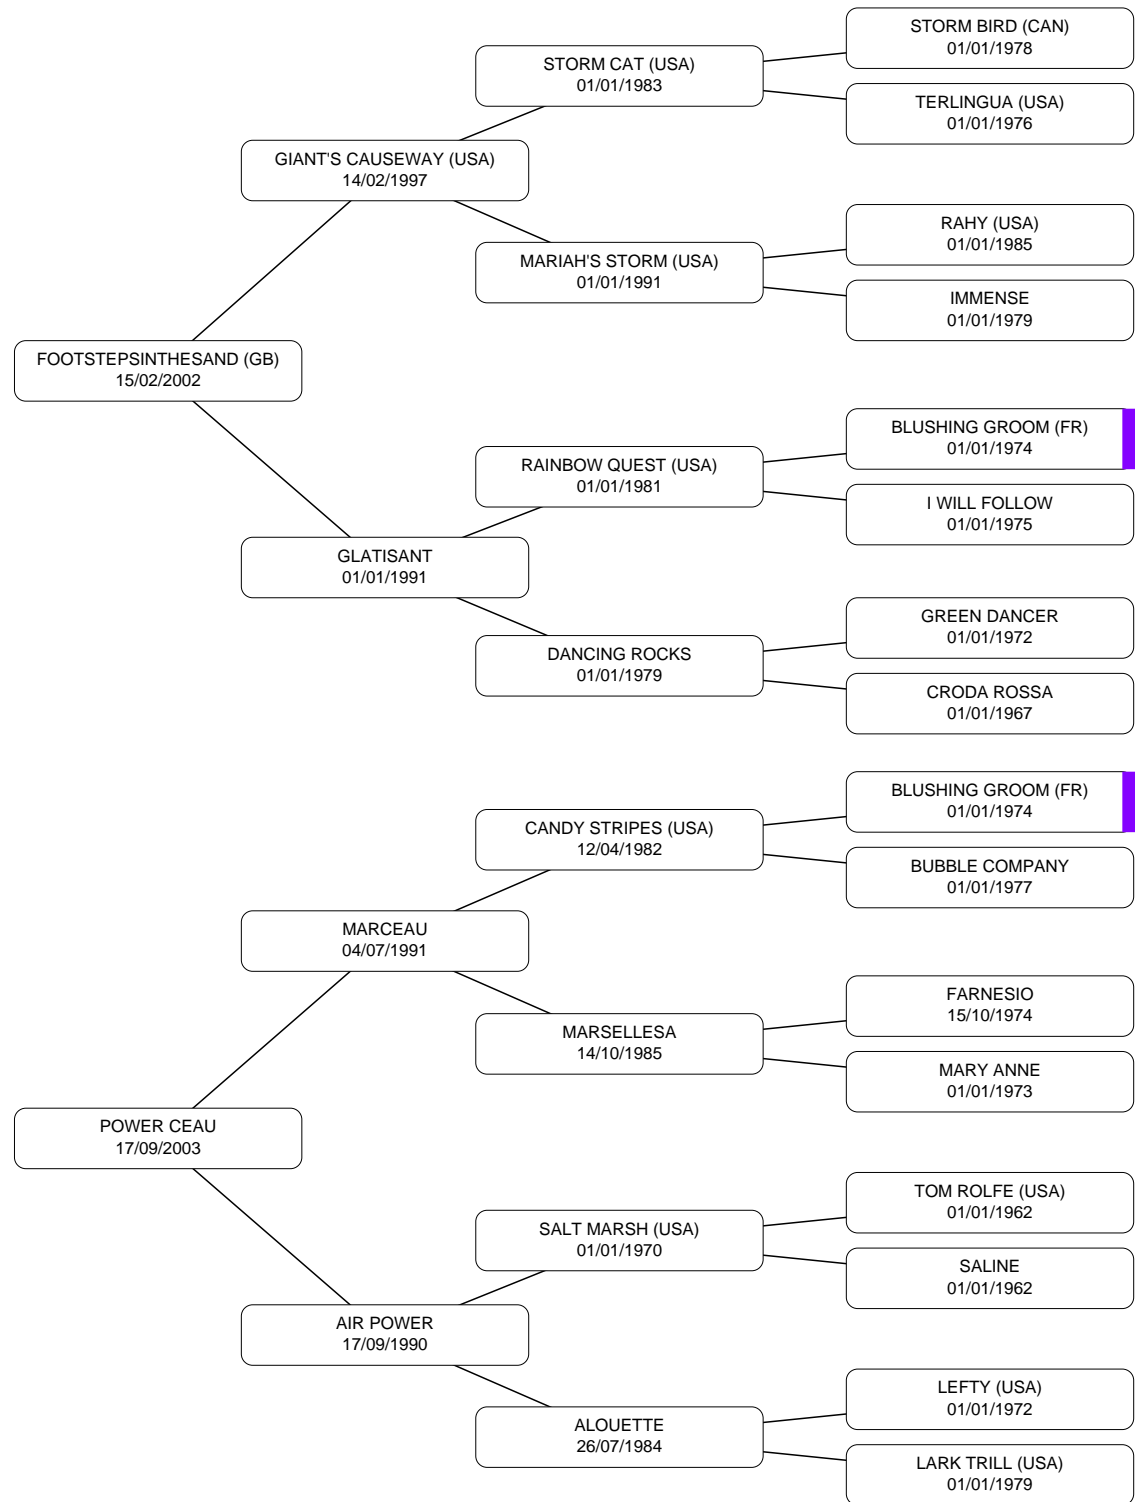 STORM BIRD (CAN)
01/01/1978
STORM CAT (USA)
01/01/1983
TERLINGUA (USA)
01/01/1976
GIANT'S CAUSEWAY (USA)
14/02/1997
RAHY (USA)
01/01/1985
MARIAH'S STORM (USA)
01/01/1991
IMMENSE
01/01/1979
FOOTSTEPSINTHESAND (GB)
15/02/2002
BLUSHING GROOM (FR)
01/01/1974
RAINBOW QUEST (USA)
01/01/1981
I WILL FOLLOW
01/01/1975
GLATISANT
01/01/1991
GREEN DANCER
01/01/1972
DANCING ROCKS
01/01/1979
CRODA ROSSA
01/01/1967
BLUSHING GROOM (FR)
01/01/1974
CANDY STRIPES (USA)
12/04/1982
BUBBLE COMPANY
01/01/1977
MARCEAU
04/07/1991
FARNESIO
15/10/1974
MARSELLESA
14/10/1985
MARY ANNE
01/01/1973
POWER CEAU
17/09/2003
TOM ROLFE (USA)
01/01/1962
SALT MARSH (USA)
01/01/1970
SALINE
01/01/1962
AIR POWER
17/09/1990
LEFTY (USA)
01/01/1972
ALOUETTE
26/07/1984
LARK TRILL (USA)
01/01/1979